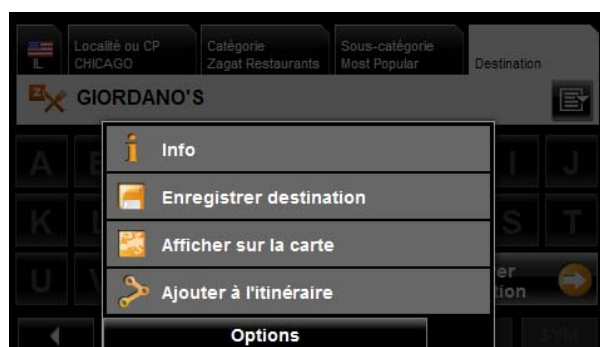 IL
Localité ou CP
CHICAGO
Catégorie
Zagat Restaurants
Sous-catégorie
Most Popular
Destination
GIORDANO'S
A
I
J
Info
Enregistrer destination
K
S
T
Afficher sur la carte
U
Ajouter à l'itinéraire
Options
SYM